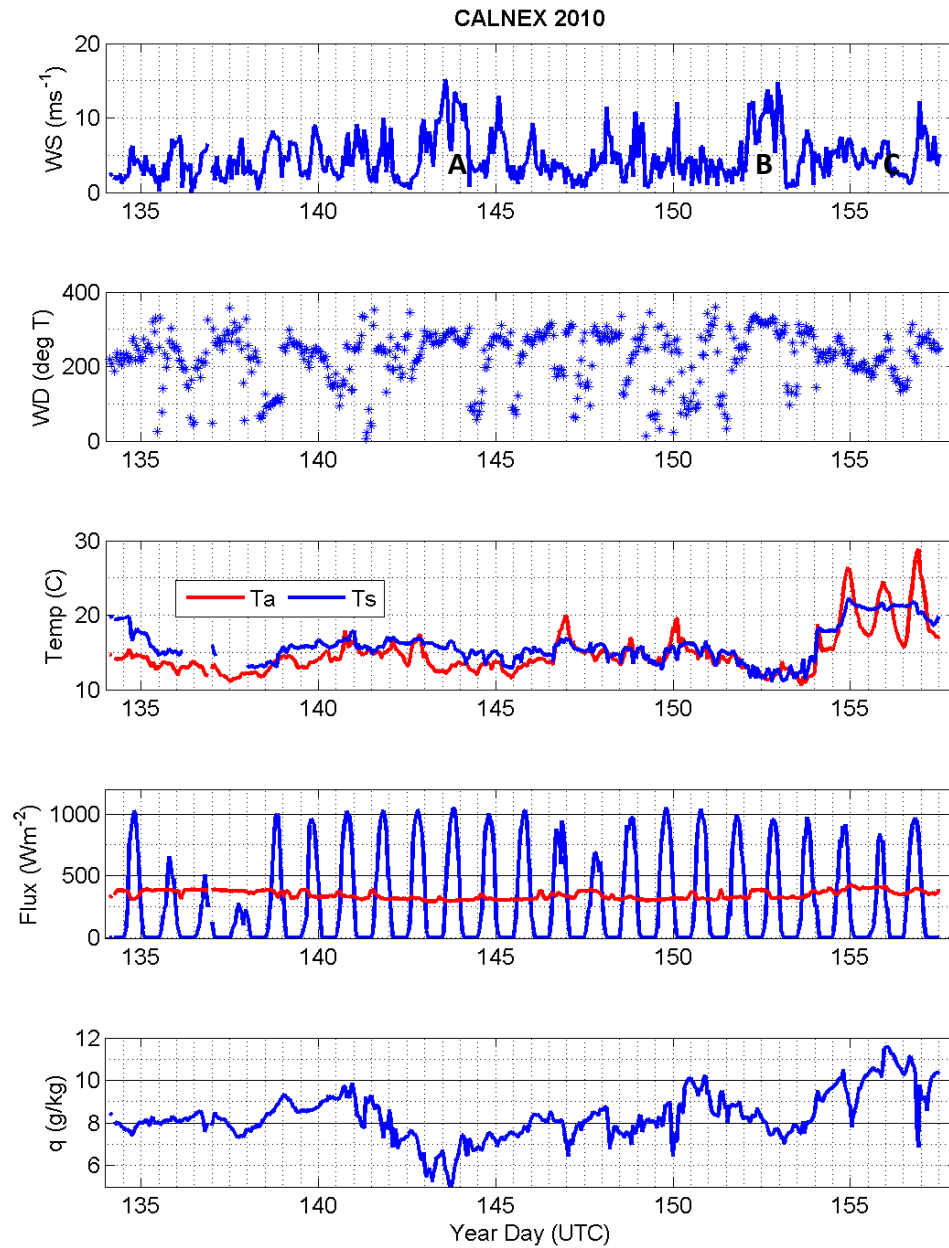 CALNEX 2010
20
10
0
WS (ms⁻¹)
A
B
C
135 140 145 150 155
400
200
0
WD (deg T)
135 140 145 150 155
30
20
10
Temp (C)
Ta Ts
135 140 145 150 155
1000
500
0
Flux (Wm⁻²)
135 140 145 150 155
12
10
8
6
q (g/kg)
135 140 145 150 155
Year Day (UTC)